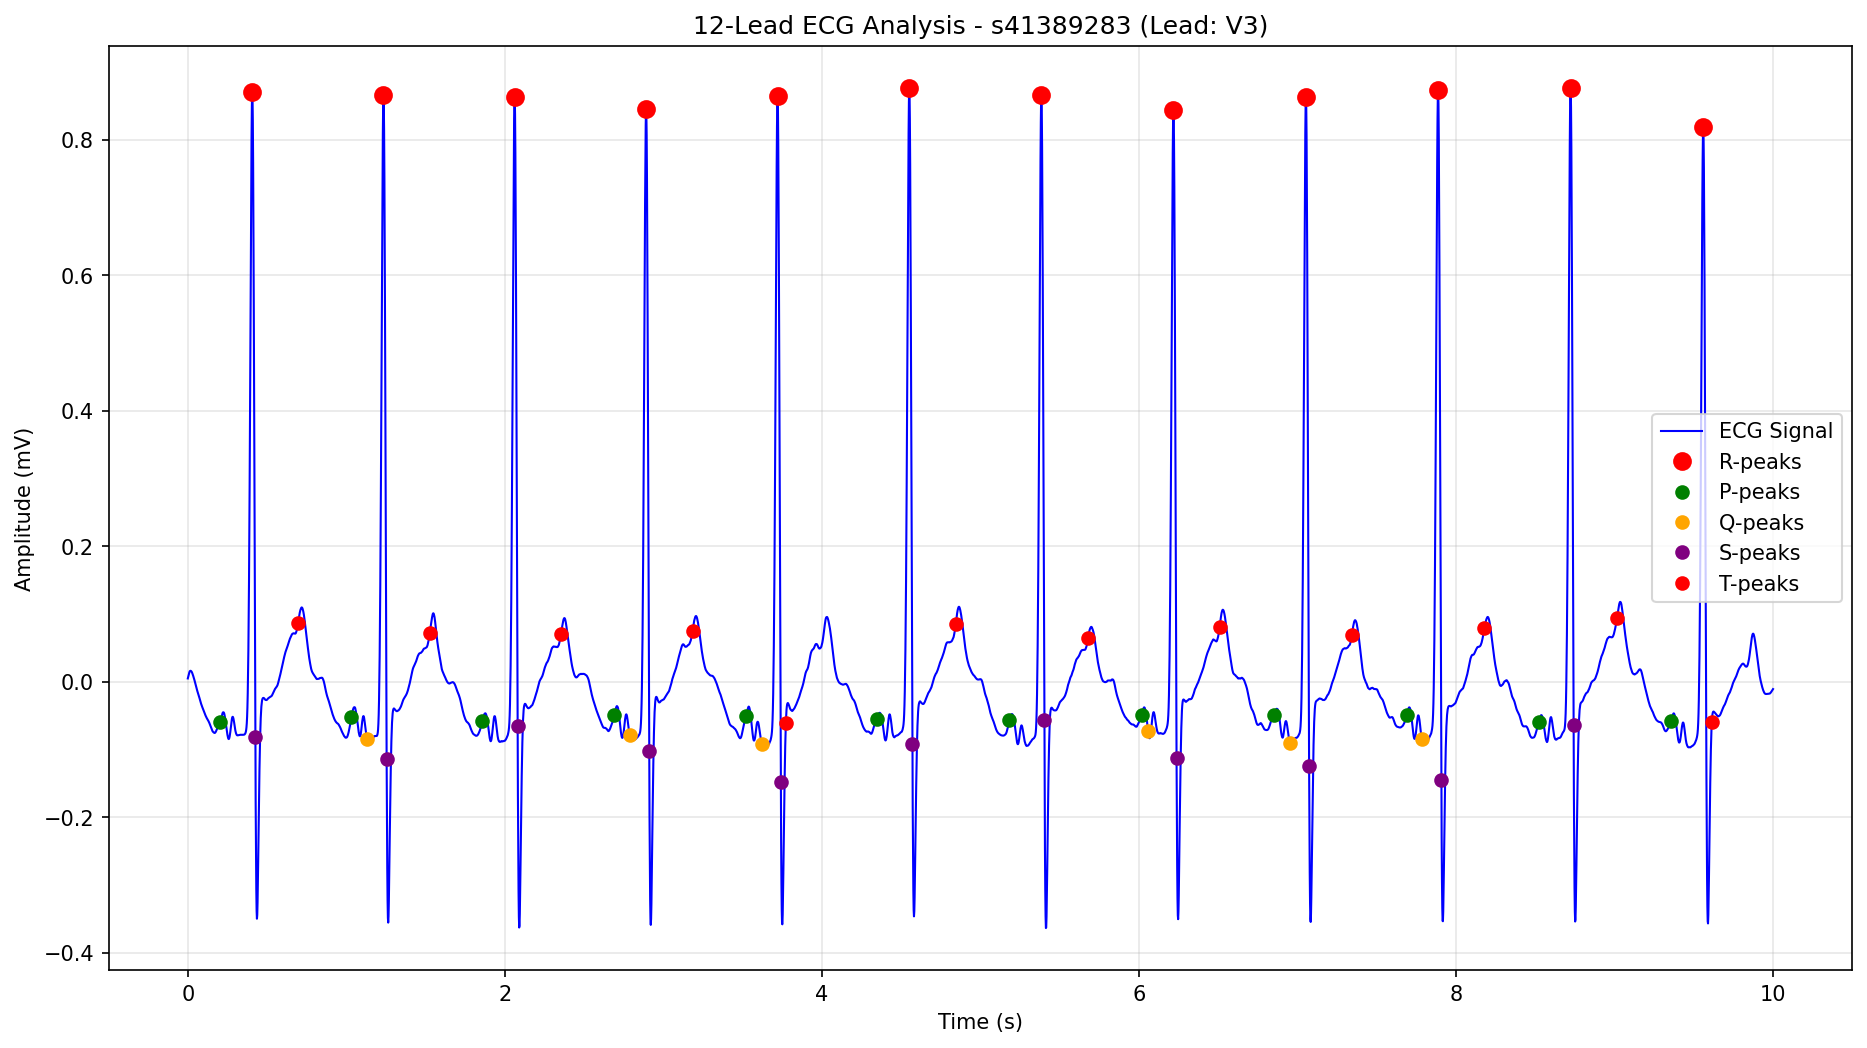 12-Lead ECG Analysis - s41389283 (Lead: V3)
Amplitude (mV)
0.8
0.6
0.4
0.2
0.0
−0.2
−0.4
ECG Signal
R-peaks
P-peaks
Q-peaks
S-peaks
T-peaks
0 2 4 6 8 10
Time (s)